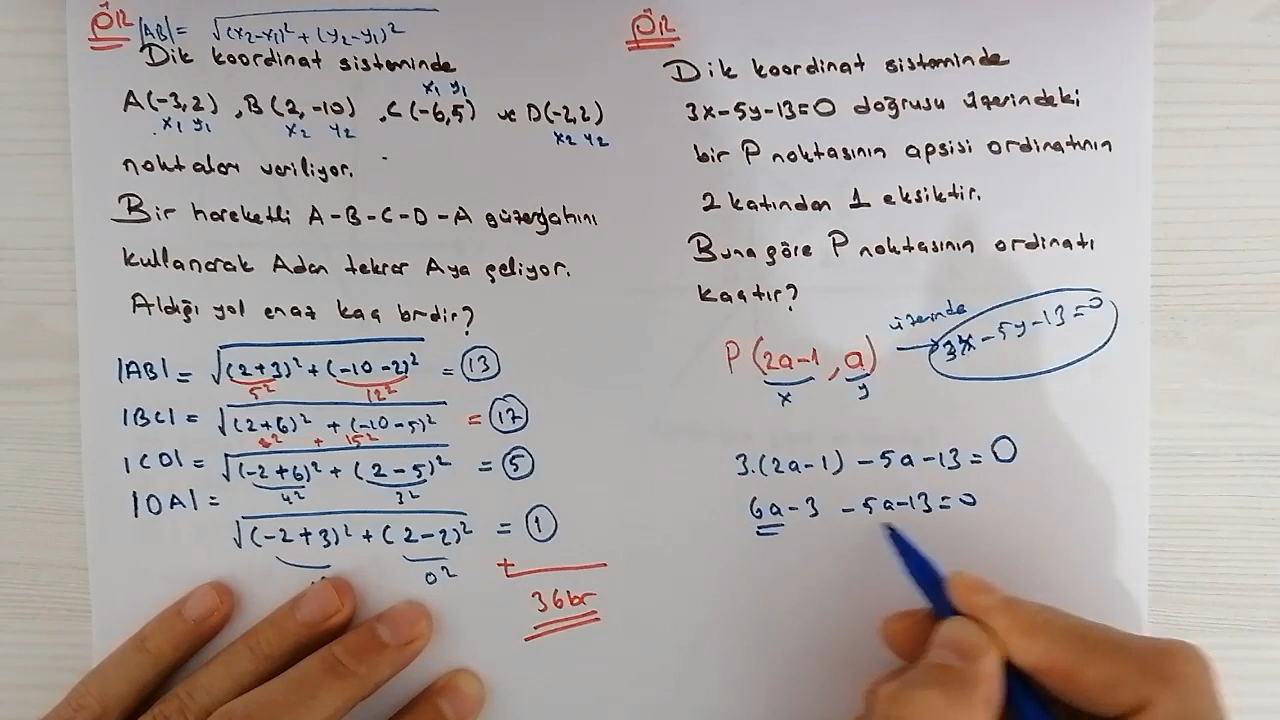 ÖR |AB| = √(x₂-x₁)² + (y₂-y₁)²
Dik koordinat sisteminde
x₁ y₁
A(-3,2) , B(2,-10) , C(-6,5) ve D(-2,2)
x₁ y₁ x₂ y₂ x₂ y₂
noktaları veriliyor.
Bir hareketli A-B-C-D-A güzergahını
kullanarak Adan tekrar Aya geliyor.
Aldığı yol enaz kaç brdir?
|AB| = √(2+3)² + (-10-2)² = 13
5² 12²
|BC| = √(2+6)² + (-10-5)² = 17
8² + 15²
|CD| = √(-2+6)² + (2-5)² = 5
4² 3²
|DA| =
√(-2+3)² + (2-2)² = 1
0² +
36br
ÖR
Dik koordinat sisteminde
3x-5y-13=0 doğrusu üzerindeki
bir P noktasının apsisi ordinatının
2 katından 1 eksiktir.
Buna göre P noktasının ordinatı
kaçtır?
P(2a-1, a) üzerinde → 3x-5y-13=0
x y
3.(2a-1) -5a-13=0
6a-3 -5a-13=0